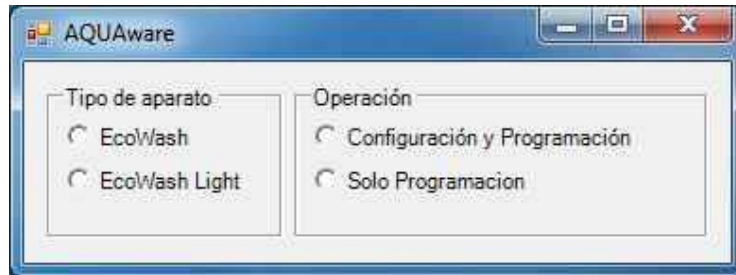 AQUAware
Tipo de aparato
EcoWash
EcoWash Light
Operación
Configuración y Programación
Solo Programacion